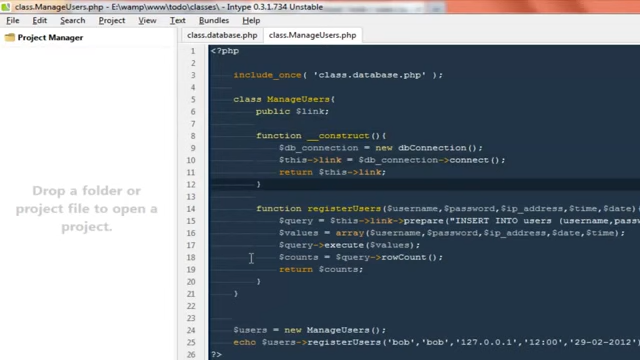 class.ManageUsers.php - E:\wamp\www\todo\classes\ - Intype 0.3.1.734 Unstable
File Edit Search Project View Text Bundles Help
Project Manager
class.database.php class.ManageUsers.php
Drop a folder or
project file to open a
project.
1 <?php
2
3 include_once( 'class.database.php' );
4
5 class ManageUsers{
6 public $link;
7
8 function __construct(){
9 $db_connection = new dbConnection();
10 $this->link = $db_connection->connect();
11 return $this->link;
12 }
13
14 function registerUsers($username,$password,$ip_address,$time,$date){
15 $query = $this->link->prepare("INSERT INTO users (username,passw
16 $values = array($username,$password,$ip_address,$date,$time);
17 $query->execute($values);
18 $counts = $query->rowCount();
19 return $counts;
20 }
21 }
22
23
24 $users = new ManageUsers();
25 echo $users->registerUsers('bob','bob','127.0.0.1','12:00','29-02-2012')
26 ?>